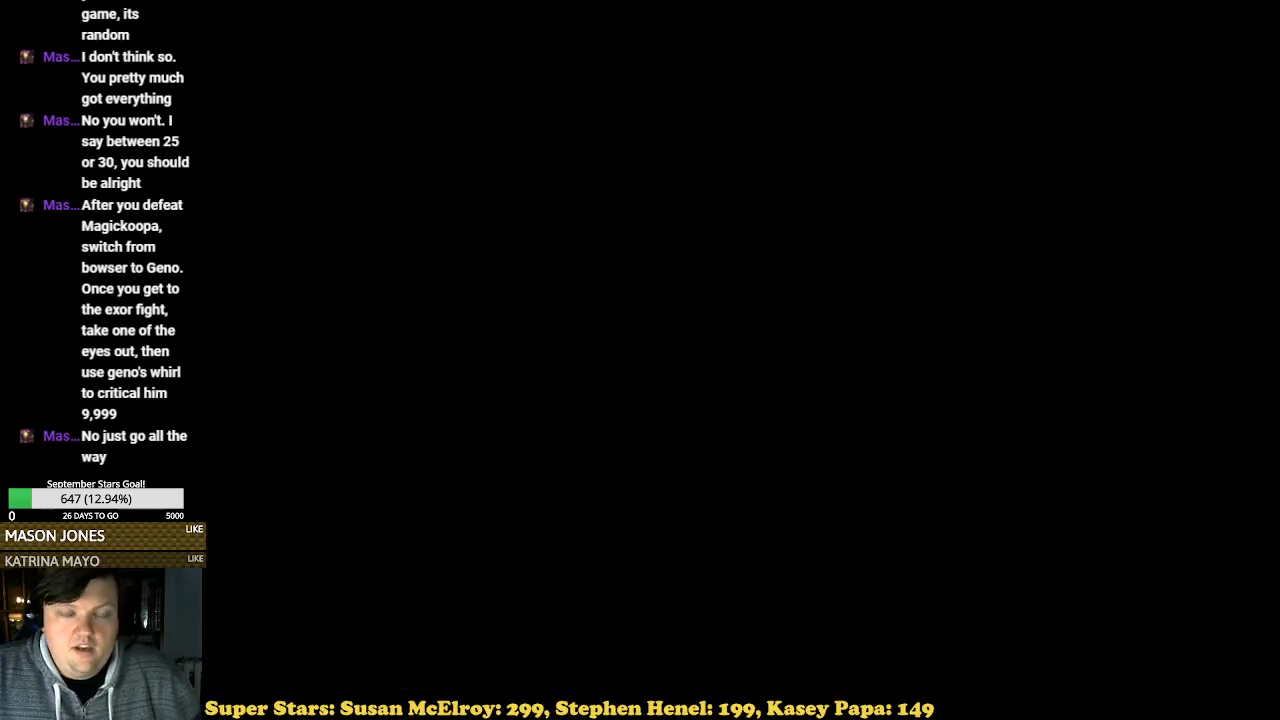 game, its
random
Mas... I don't think so.
You pretty much
got everything
Mas... No you won't. I
say between 25
or 30, you should
be alright
Mas... After you defeat
Magickoopa,
switch from
bowser to Geno.
Once you get to
the exor fight,
take one of the
eyes out, then
use geno's whirl
to critical him
9,999
Mas... No just go all the
way
September Stars Goal!
647 (12.94%)
0 26 DAYS TO GO 5000
MASON JONES LIKE
KATRINA MAYO LIKE
Super Stars: Susan McElroy: 299, Stephen Henel: 199, Kasey Papa: 149